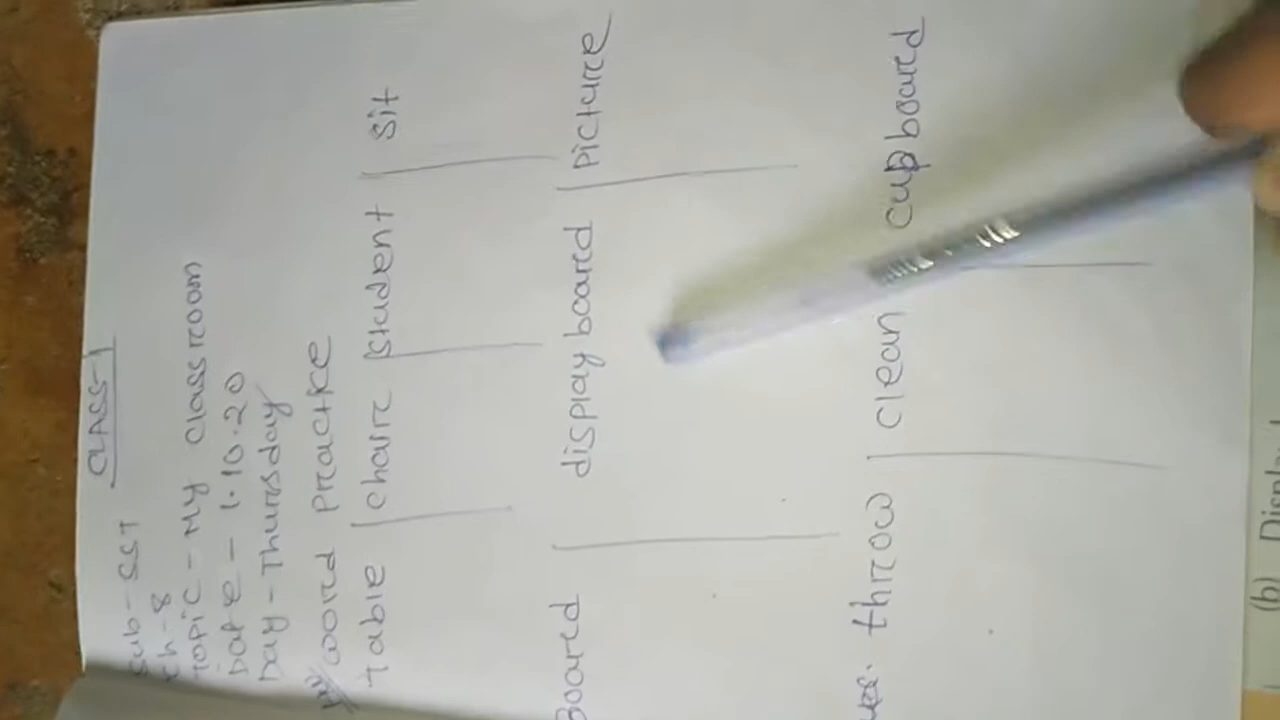 CLASS-1
Sub-SST
Ch-8
Topic-My Classroom
Date-1.10.20
Day-Thursday
word Practice
table chair student sit
Board display board picture
throw clean cupboard
(b) Displ